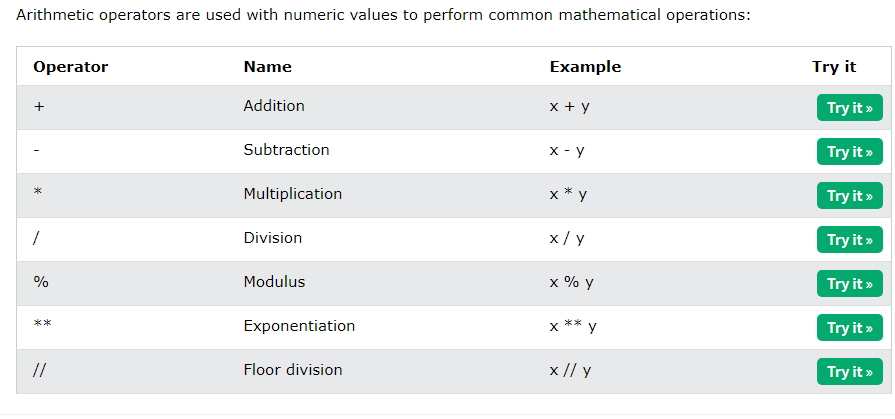 Arithmetic operators are used with numeric values to perform common mathematical operations:
Operator Name Example Try it
+ Addition x + y Try it »
- Subtraction x - y Try it »
* Multiplication x * y Try it »
/ Division x / y Try it »
% Modulus x % y Try it »
** Exponentiation x ** y Try it »
// Floor division x // y Try it »